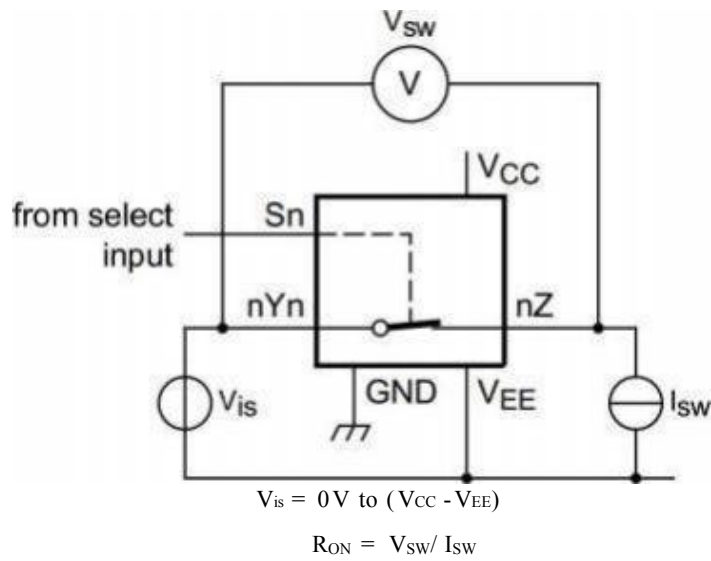 Vsw
V
VCC
from select
input
Sn
nYn
nZ
Vis
GND
VEE
Isw
Vis = 0V to (VCC - VEE)
RON = VSW/ ISW